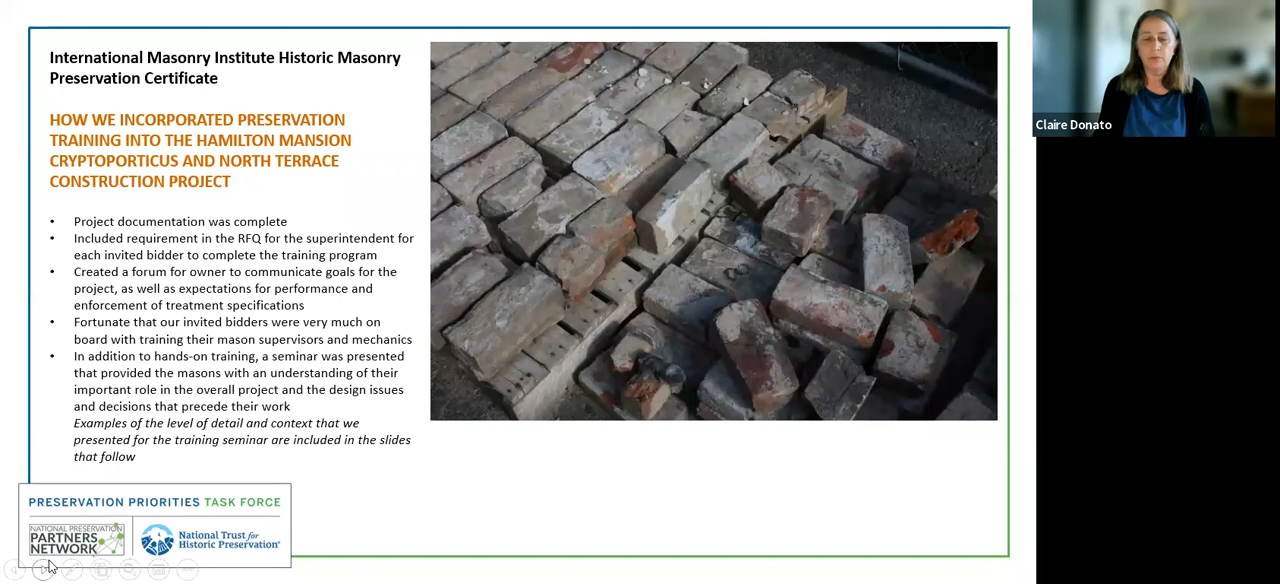 International Masonry Institute Historic Masonry
Preservation Certificate
HOW WE INCORPORATED PRESERVATION
TRAINING INTO THE HAMILTON MANSION
CRYPTOPORTICUS AND NORTH TERRACE
CONSTRUCTION PROJECT
• Project documentation was complete
• Included requirement in the RFQ for the superintendent for
each invited bidder to complete the training program
• Created a forum for owner to communicate goals for the
project, as well as expectations for performance and
enforcement of treatment specifications
• Fortunate that our invited bidders were very much on
board with training their mason supervisors and mechanics
• In addition to hands-on training, a seminar was presented
that provided the masons with an understanding of their
important role in the overall project and the design issues
and decisions that precede their work
Examples of the level of detail and context that we
presented for the training seminar are included in the slides
that follow
PRESERVATION PRIORITIES TASK FORCE
NATIONAL PRESERVATION
PARTNERS
NETWORK
National Trust for
Historic Preservation®
Claire Donato